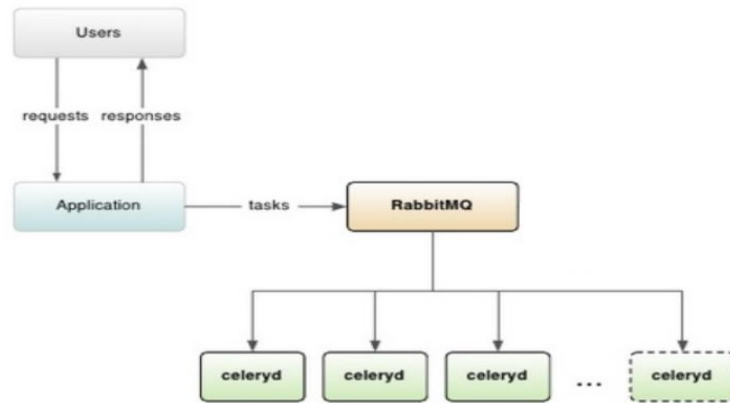 Users
requests responses
Application
tasks
RabbitMQ
celeryd celeryd celeryd ... celeryd